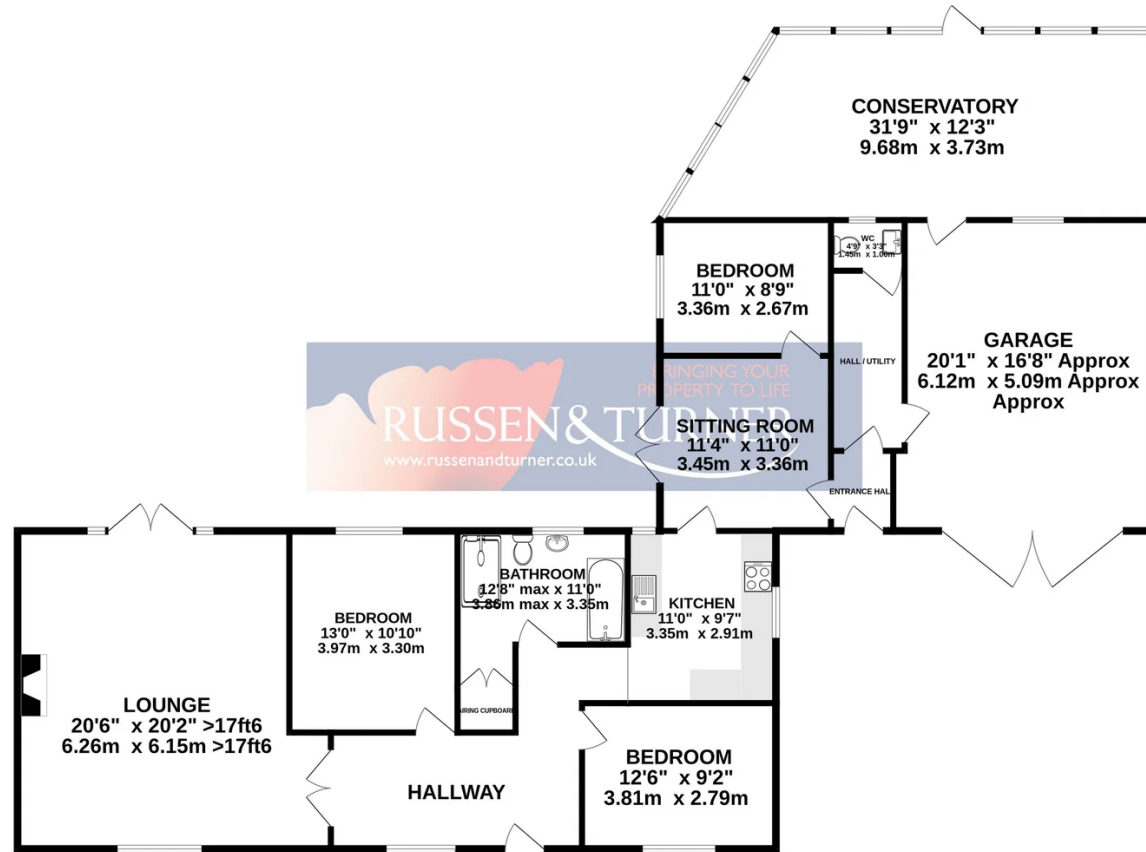 CONSERVATORY
31'9" x 12'3"
9.68m x 3.73m
WC
4'9" x 3'3"
1.45m x 1.00m
BEDROOM
11'0" x 8'9"
3.36m x 2.67m
GARAGE
20'1" x 16'8" Approx
6.12m x 5.09m Approx
Approx
HALL / UTILITY
BRINGING YOUR
PROPERTY TO LIFE
RUSSEN & TURNER
www.russenandturner.co.uk
SITTING ROOM
11'4" x 11'0"
3.45m x 3.36m
ENTRANCE HALL
BATHROOM
12'8" max x 11'0"
3.86m max x 3.35m
KITCHEN
11'0" x 9'7"
3.35m x 2.91m
BEDROOM
13'0" x 10'10"
3.97m x 3.30m
AIRING CUPBOARD
LOUNGE
20'6" x 20'2" >17ft6
6.26m x 6.15m >17ft6
HALLWAY
BEDROOM
12'6" x 9'2"
3.81m x 2.79m